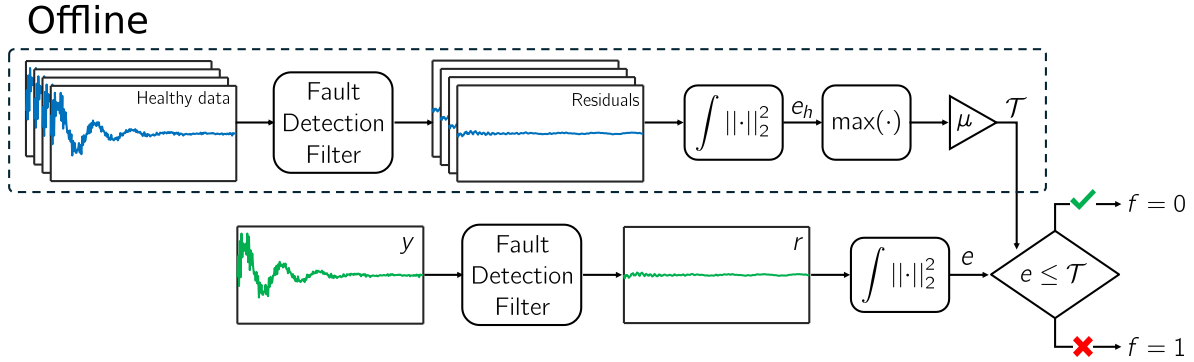 Offline
Healthy data
Fault
Detection
Filter
Residuals
∫ ||·||₂²
eₕ
max(·)
μ
𝒯
y
Fault
Detection
Filter
r
∫ ||·||₂²
e
e ≤ 𝒯
f = 0
f = 1